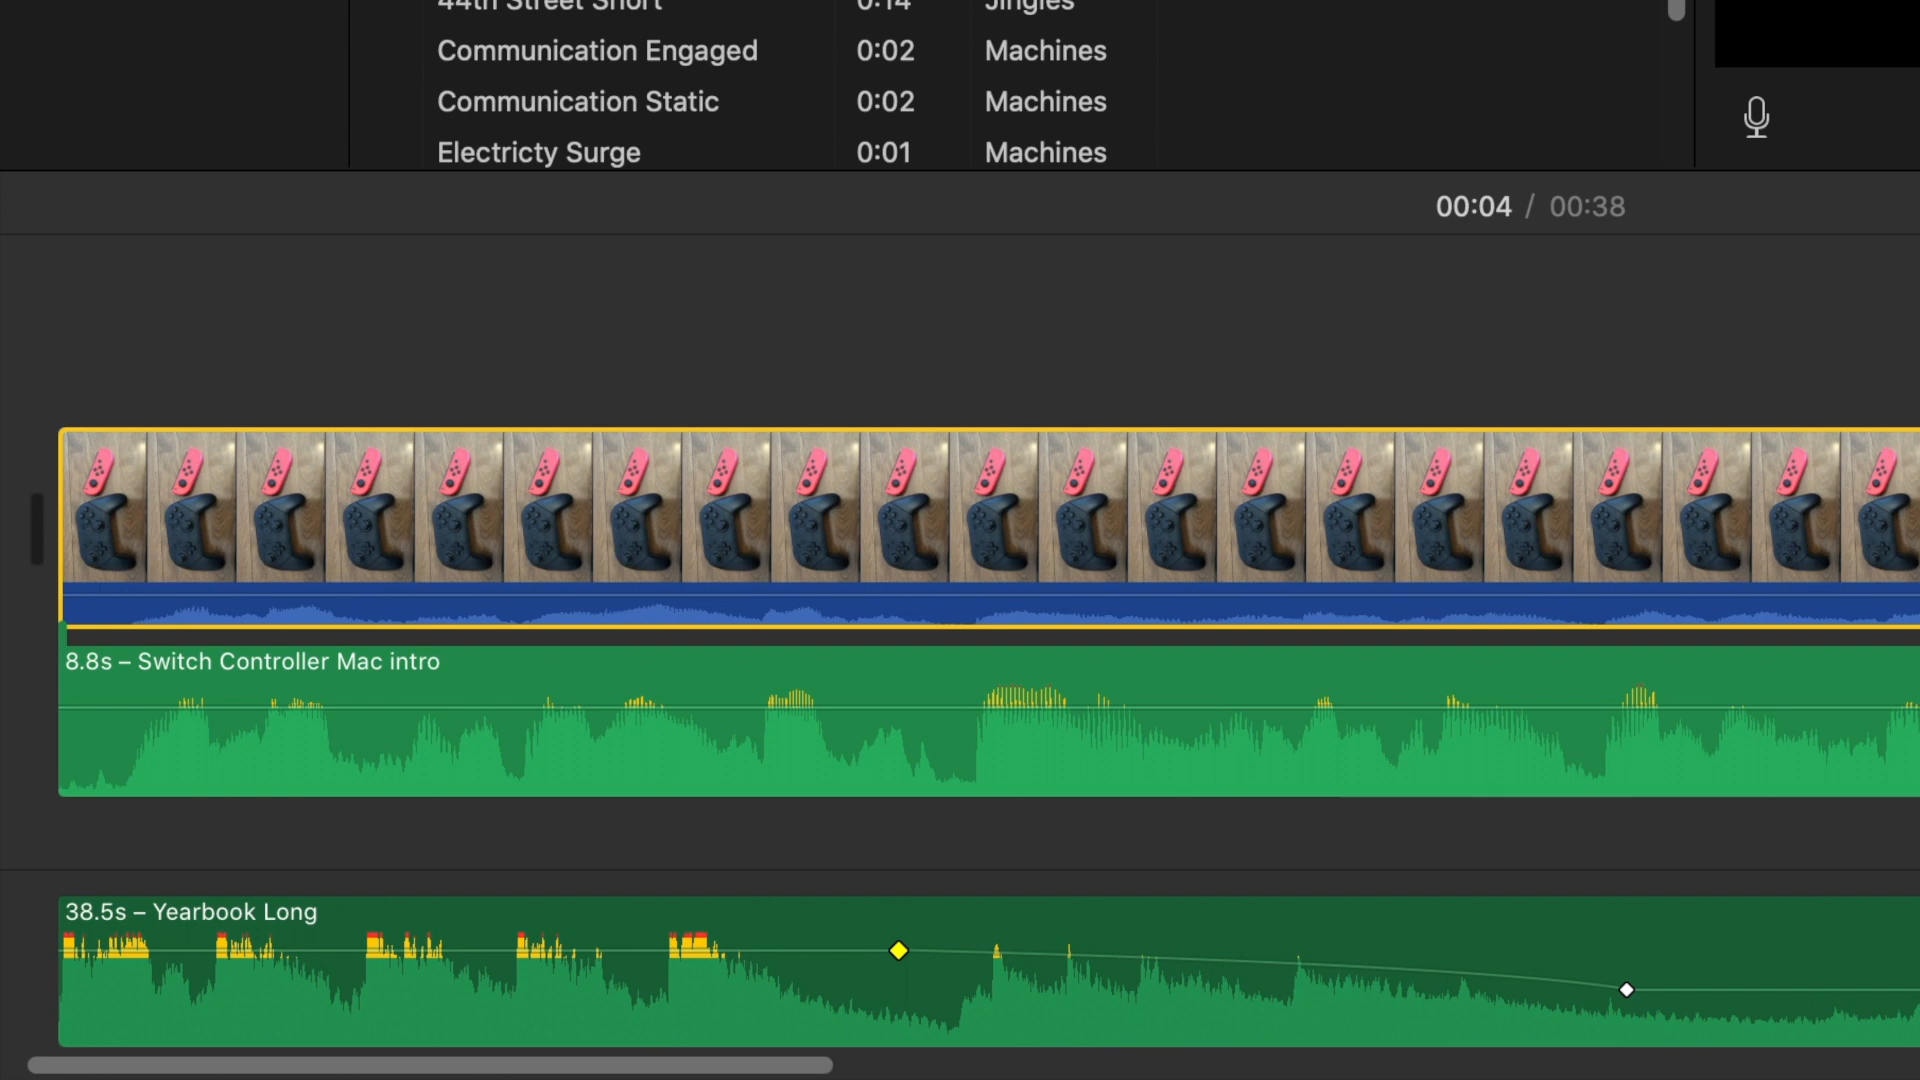 44th Street Short 0:14 Jingles
Communication Engaged 0:02 Machines
Communication Static 0:02 Machines
Electricty Surge 0:01 Machines
00:04 / 00:38
8.8s – Switch Controller Mac intro
38.5s – Yearbook Long